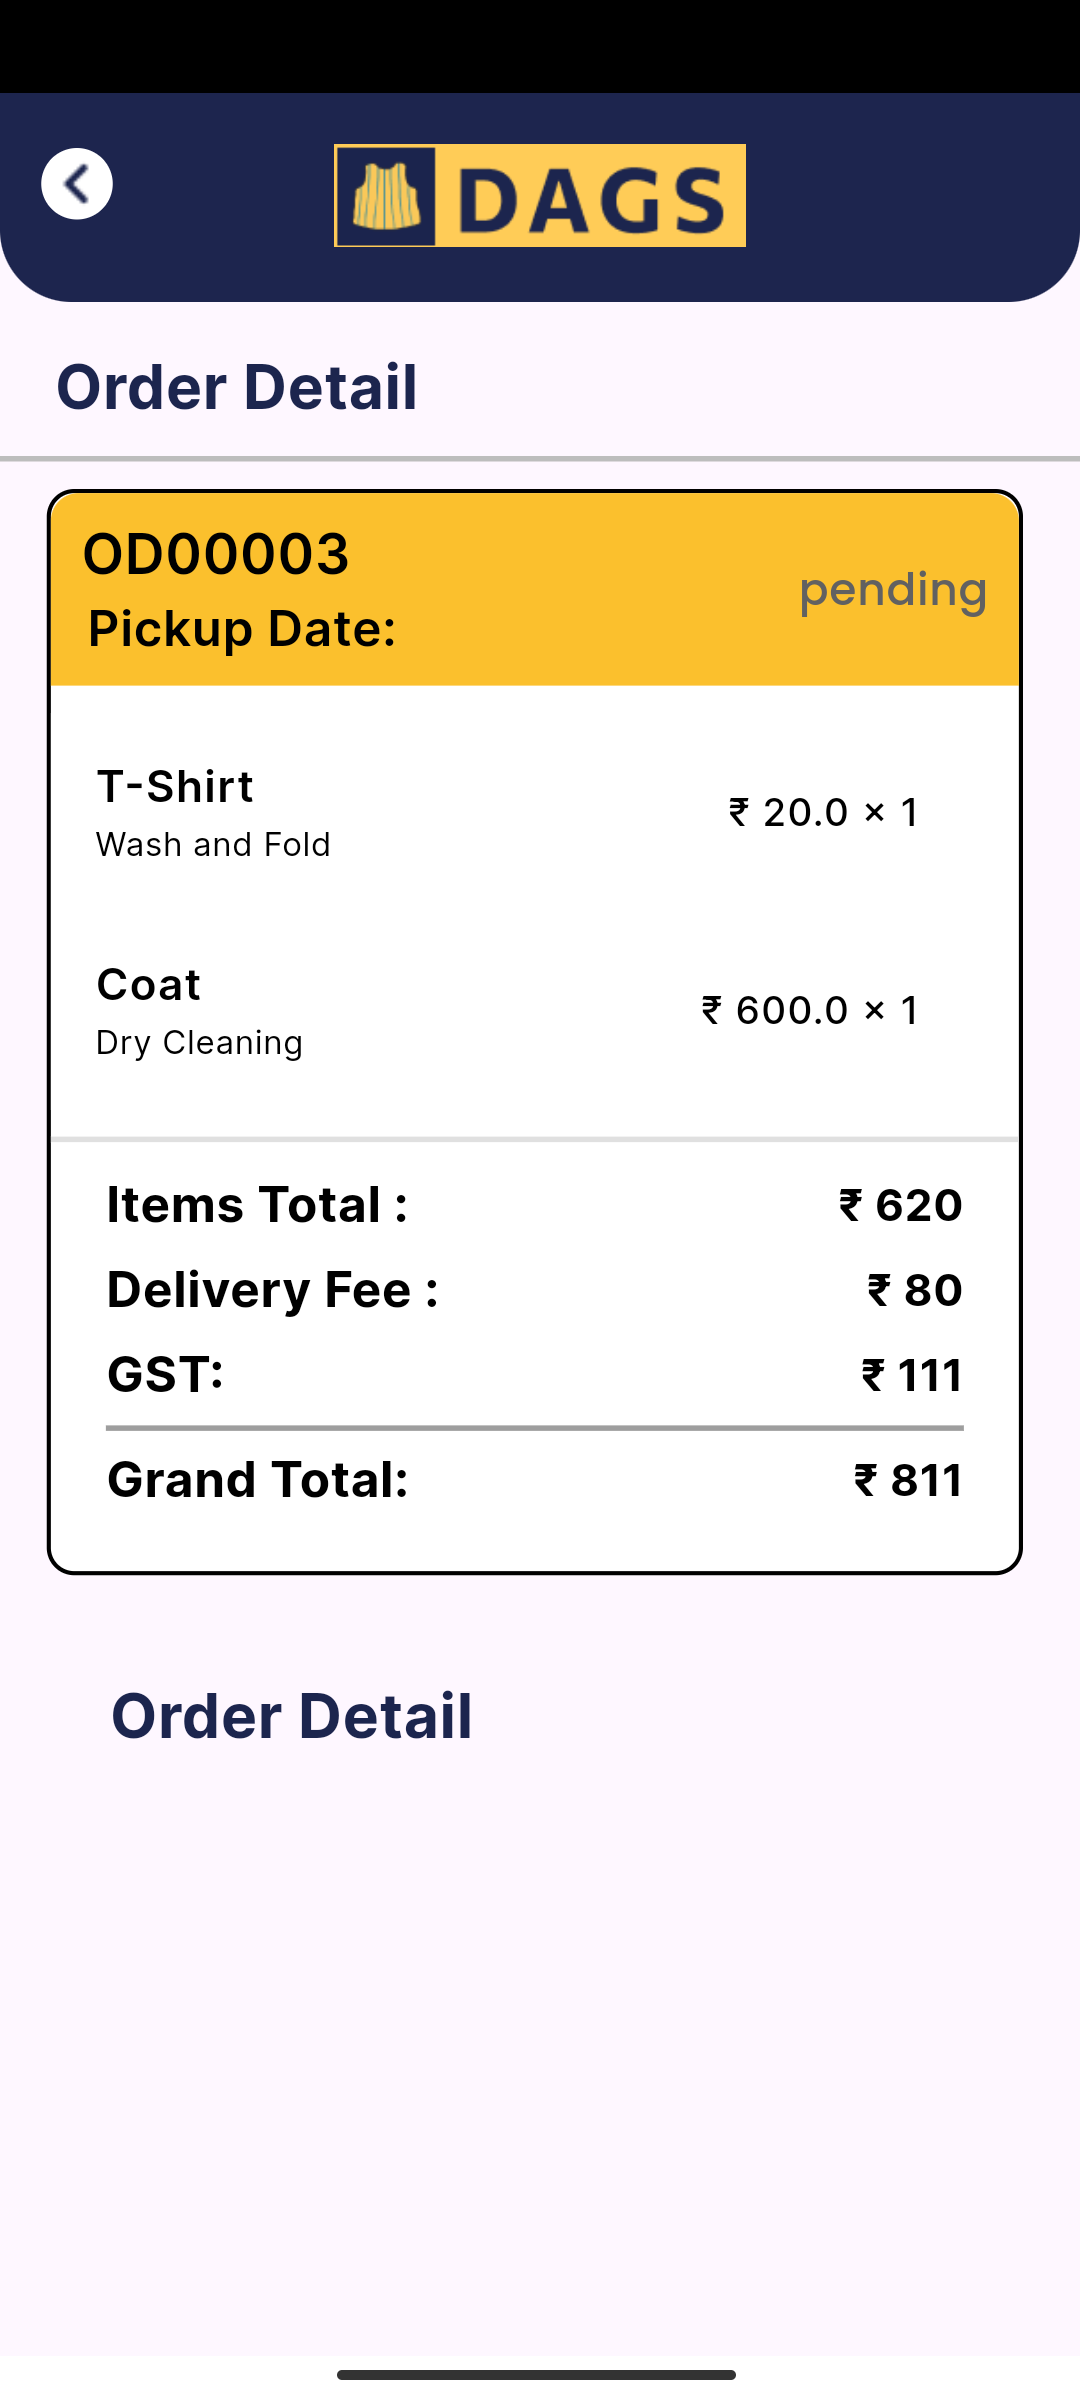 DAGS
Order Detail
OD00003
pending
Pickup Date:
T-Shirt
₹ 20.0 × 1
Wash and Fold
Coat
₹ 600.0 × 1
Dry Cleaning
Items Total : ₹ 620
Delivery Fee : ₹ 80
GST: ₹ 111
Grand Total: ₹ 811
Order Detail